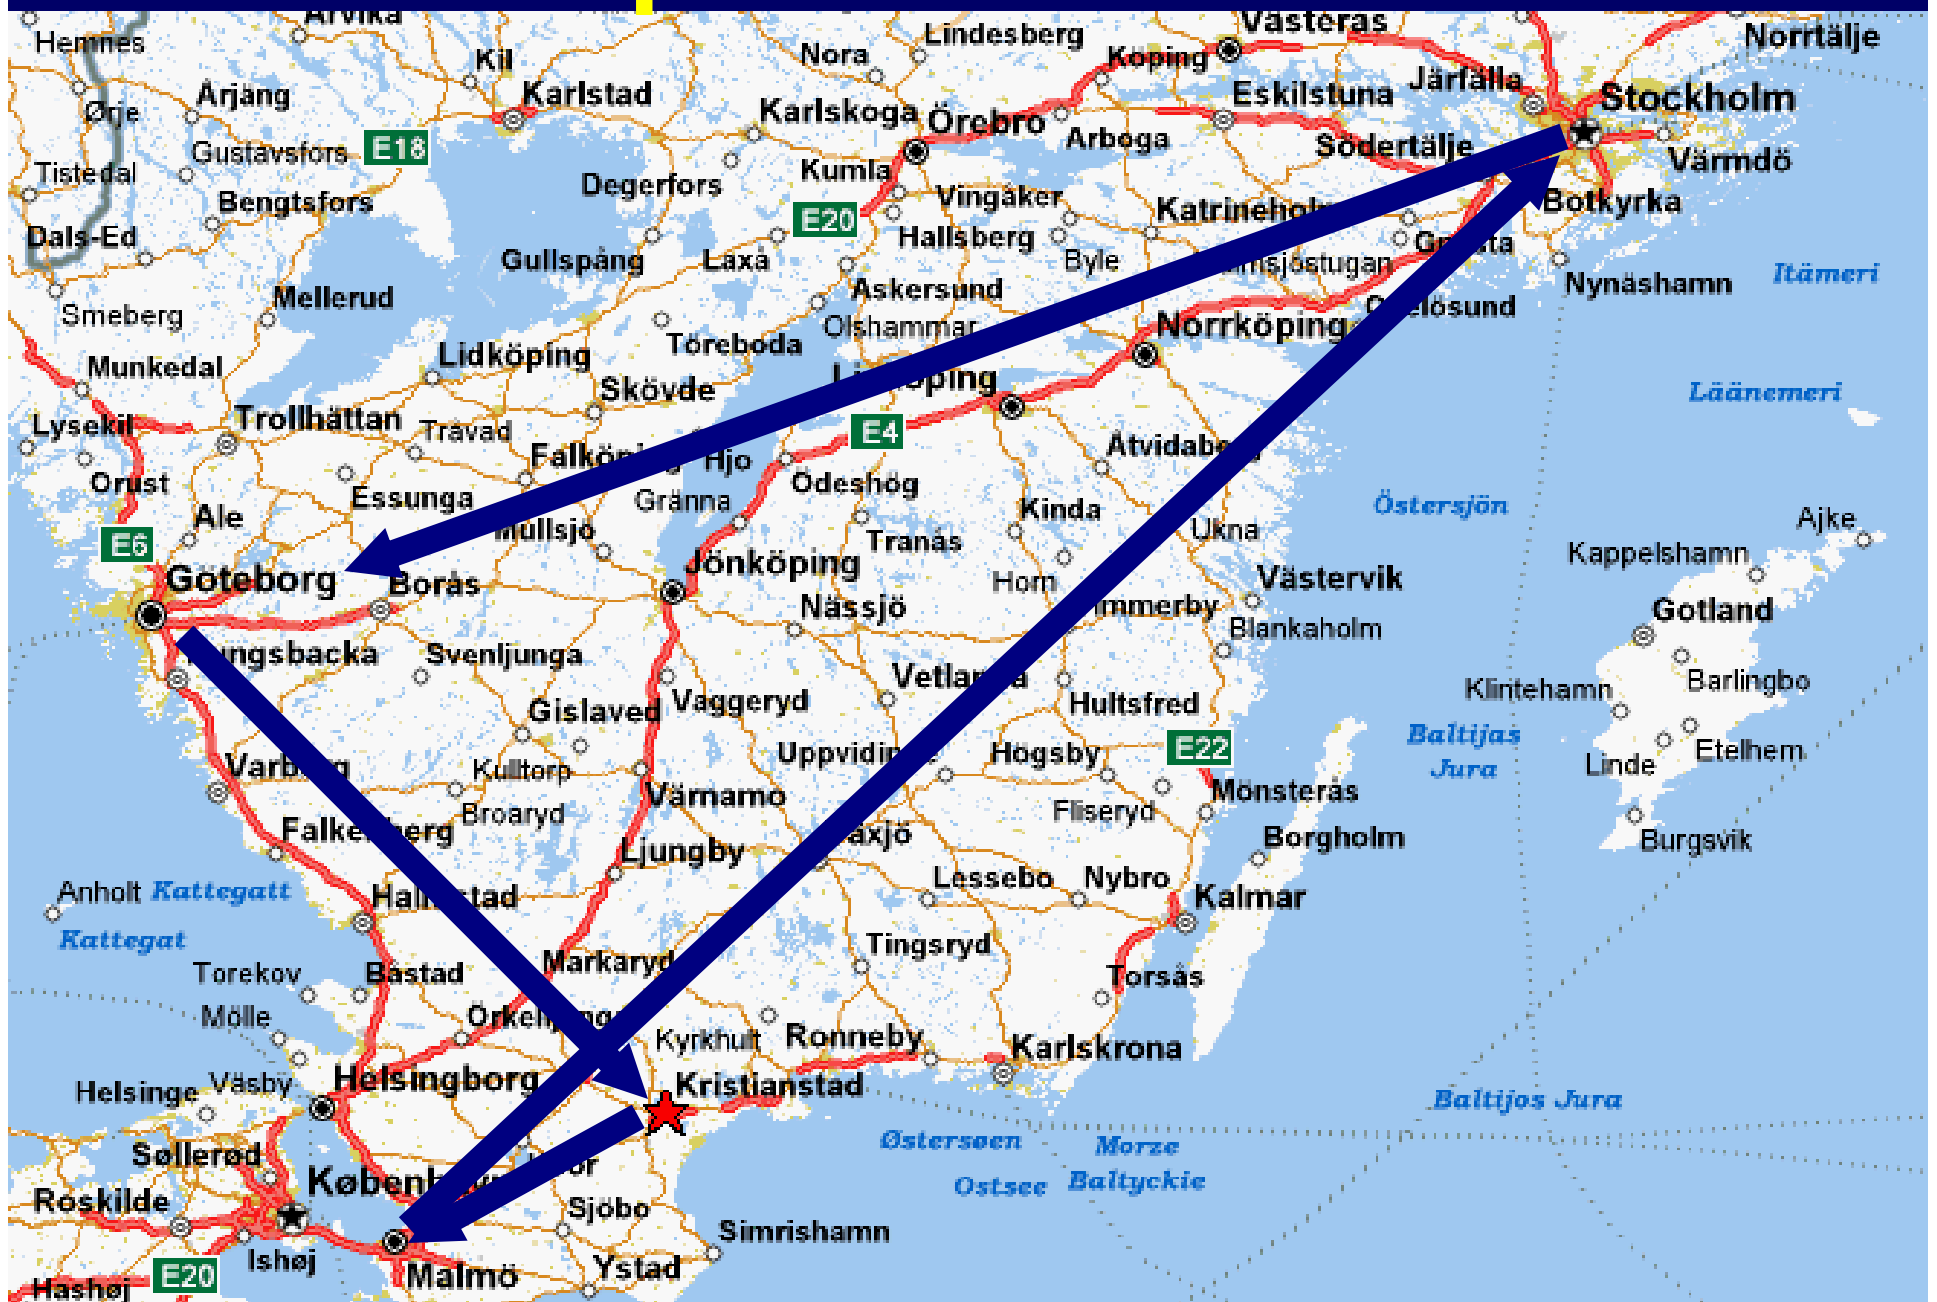 Arvika
Västerås
Hemnes
Lindesberg
Norrtälje
Kil
Nora
Köping
Årjäng
Karlstad
Eskilstuna
Järfälla
Stockholm
Ørje
Karlskoga
Örebro
Arboga
Gustavsfors
E18
Södertälje
Värmdö
Tistedal
Degerfors
Kumla
Bengtsfors
Vingåker
Botkyrka
E20
Dals-Ed
Hallsberg
Gullspång
Laxå
Byle
Itämeri
Mellerud
Askersund
Nynäshamn
Smeberg
Olshammar
Norrköping
Töreboda
Lidköping
Munkedal
Skövde
Läänemeri
Trollhättan
Lysekil
Travad
E4
Hjo
Orust
Essunga
Ödeshög
Gränna
Östersjön
Ale
Kinda
Ajke
Mullsjö
Tranås
Ukna
E6
Kappelshamn
Göteborg
Borås
Jönköping
Horn
Västervik
Nässjö
Gotland
Blankaholm
Svenljunga
Barlingbo
Klintehamn
Vaggeryd
Hultsfred
Gislaved
Baltijas
Jura
Högsby
E22
Etelhem
Linde
Kulltorp
Värnamo
Mönsterås
Broaryd
Fliseryd
Borgholm
Burgsvik
Ljungby
Lessebo
Nybro
Anholt
Kattegatt
Kalmar
Kattegat
Tingsryd
Markaryd
Torekov
Båstad
Torsås
Mölle
Kyrkhult
Ronneby
Karlskrona
Väsby
Helsingborg
Kristianstad
Helsinge
Baltijos Jura
Østersøen
Morze
Baltyckie
Søllerød
Ostsee
Roskilde
Sjöbo
Simrishamn
Ishøj
Malmö
Ystad
E20
Hashøj